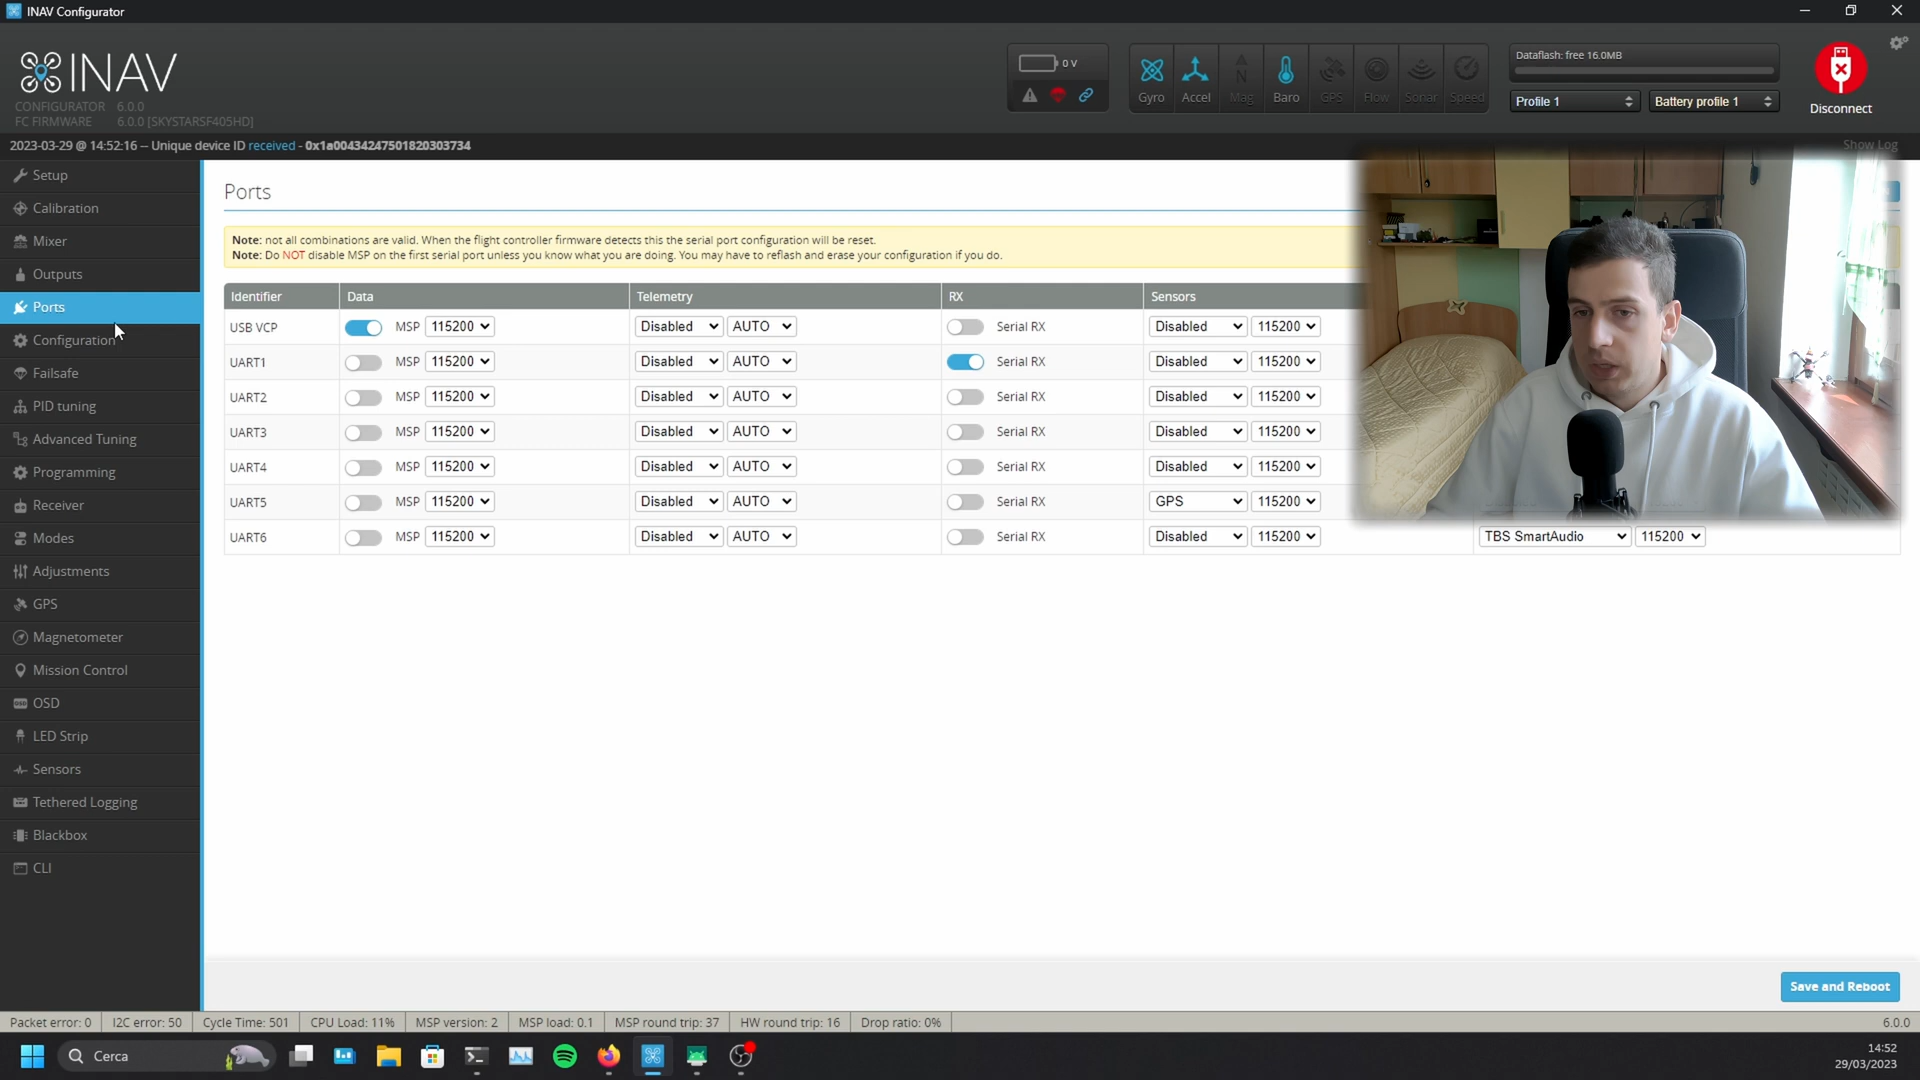 INAV Configurator
INAV
CONFIGURATOR 6.0.0
FC FIRMWARE 6.0.0 [SKYSTARSF405HD]
0 V
Gyro Accel Mag Baro GPS Flow Sonar Speed
Dataflash: free 16.0MB
Profile 1
Battery profile 1
Disconnect
2023-03-29 @ 14:52:16 -- Unique device ID received - 0x1a00434247501820303734
Show Log
Setup
Calibration
Mixer
Outputs
Ports
Configuration
Failsafe
PID tuning
Advanced Tuning
Programming
Receiver
Modes
Adjustments
GPS
Magnetometer
Mission Control
OSD
LED Strip
Sensors
Tethered Logging
Blackbox
CLI
Ports
Note: not all combinations are valid. When the flight controller firmware detects this the serial port configuration will be reset.
Note: Do NOT disable MSP on the first serial port unless you know what you are doing. You may have to reflash and erase your configuration if you do.
Identifier Data Telemetry RX Sensors
USB VCP MSP 115200 Disabled AUTO Serial RX Disabled 115200
UART1 MSP 115200 Disabled AUTO Serial RX Disabled 115200
UART2 MSP 115200 Disabled AUTO Serial RX Disabled 115200
UART3 MSP 115200 Disabled AUTO Serial RX Disabled 115200
UART4 MSP 115200 Disabled AUTO Serial RX Disabled 115200
UART5 MSP 115200 Disabled AUTO Serial RX GPS 115200
UART6 MSP 115200 Disabled AUTO Serial RX Disabled 115200 TBS SmartAudio 115200
Save and Reboot
Packet error: 0 I2C error: 50 Cycle Time: 501 CPU Load: 11% MSP version: 2 MSP load: 0.1 MSP round trip: 37 HW round trip: 16 Drop ratio: 0% 6.0.0
Cerca
14:52
29/03/2023